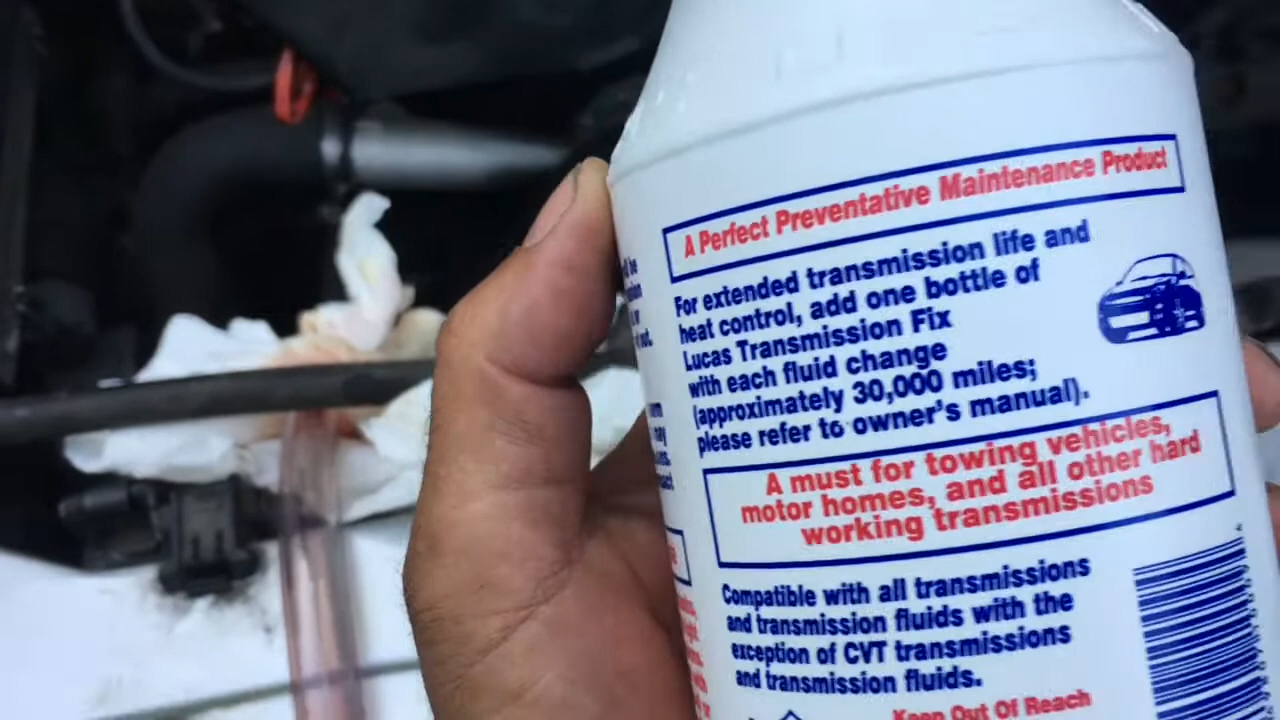 A Perfect Preventative Maintenance Product
For extended transmission life and
heat control, add one bottle of
Lucas Transmission Fix
with each fluid change
(approximately 30,000 miles;
please refer to owner's manual).
A must for towing vehicles,
motor homes, and all other hard
working transmissions
Compatible with all transmissions
and transmission fluids with the
exception of CVT transmissions
and transmission fluids.
Keep Out Of Reach